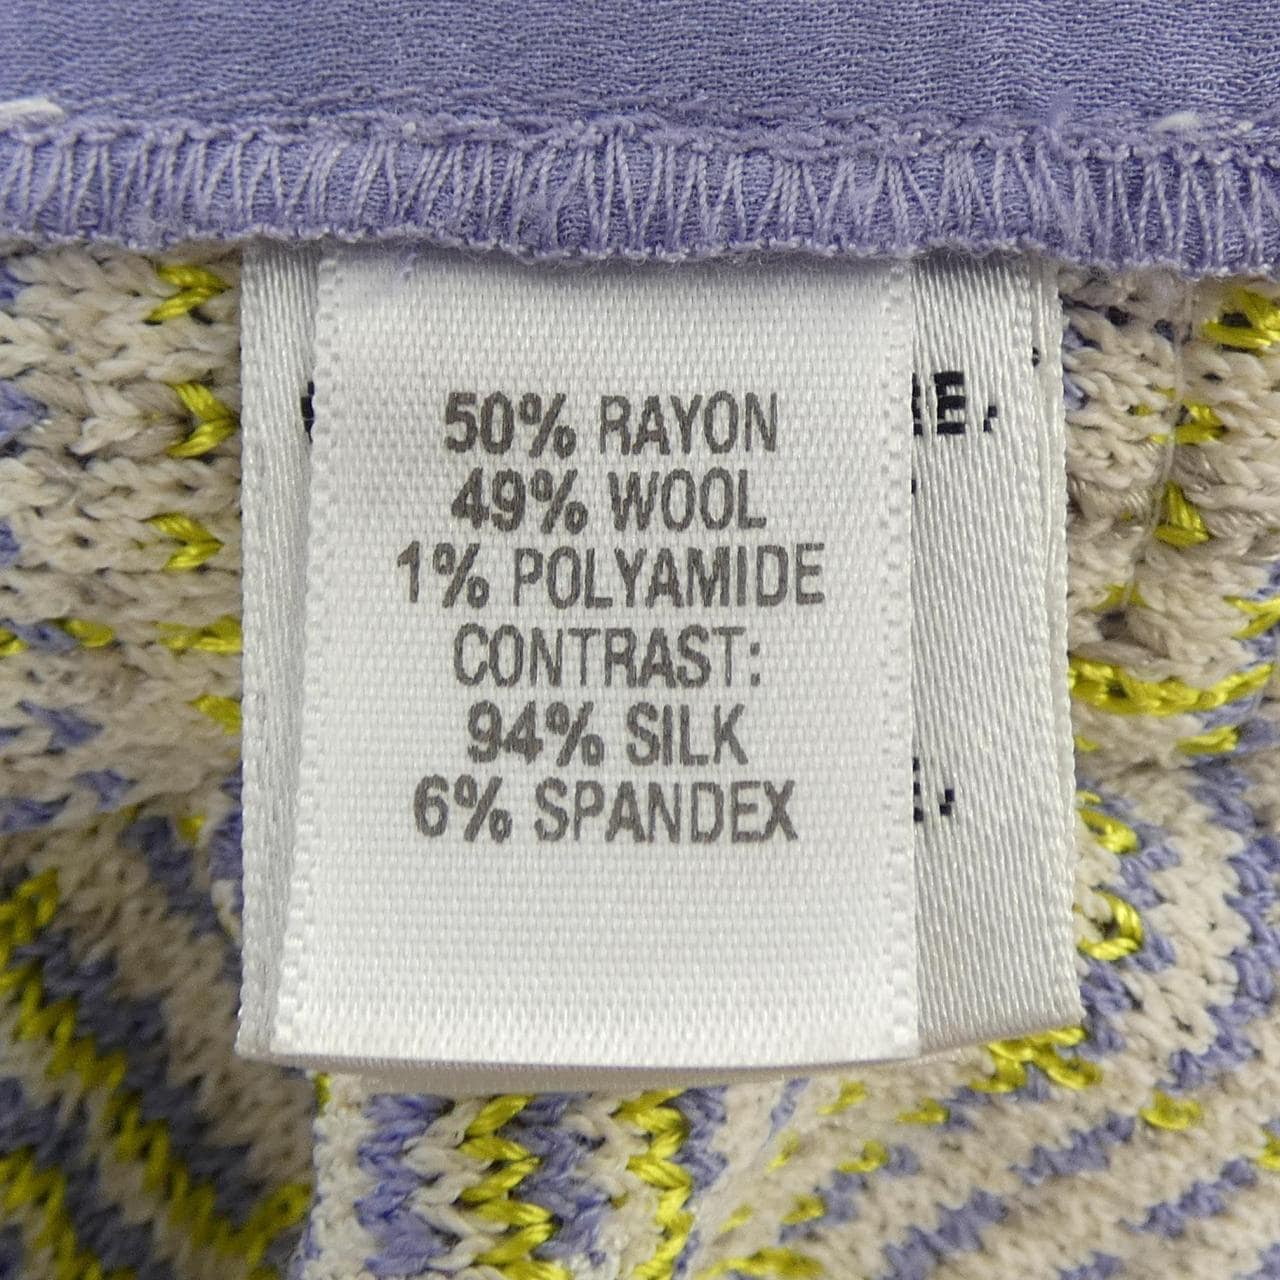 50% RAYON
49% WOOL
1% POLYAMIDE
CONTRAST:
94% SILK
6% SPANDEX